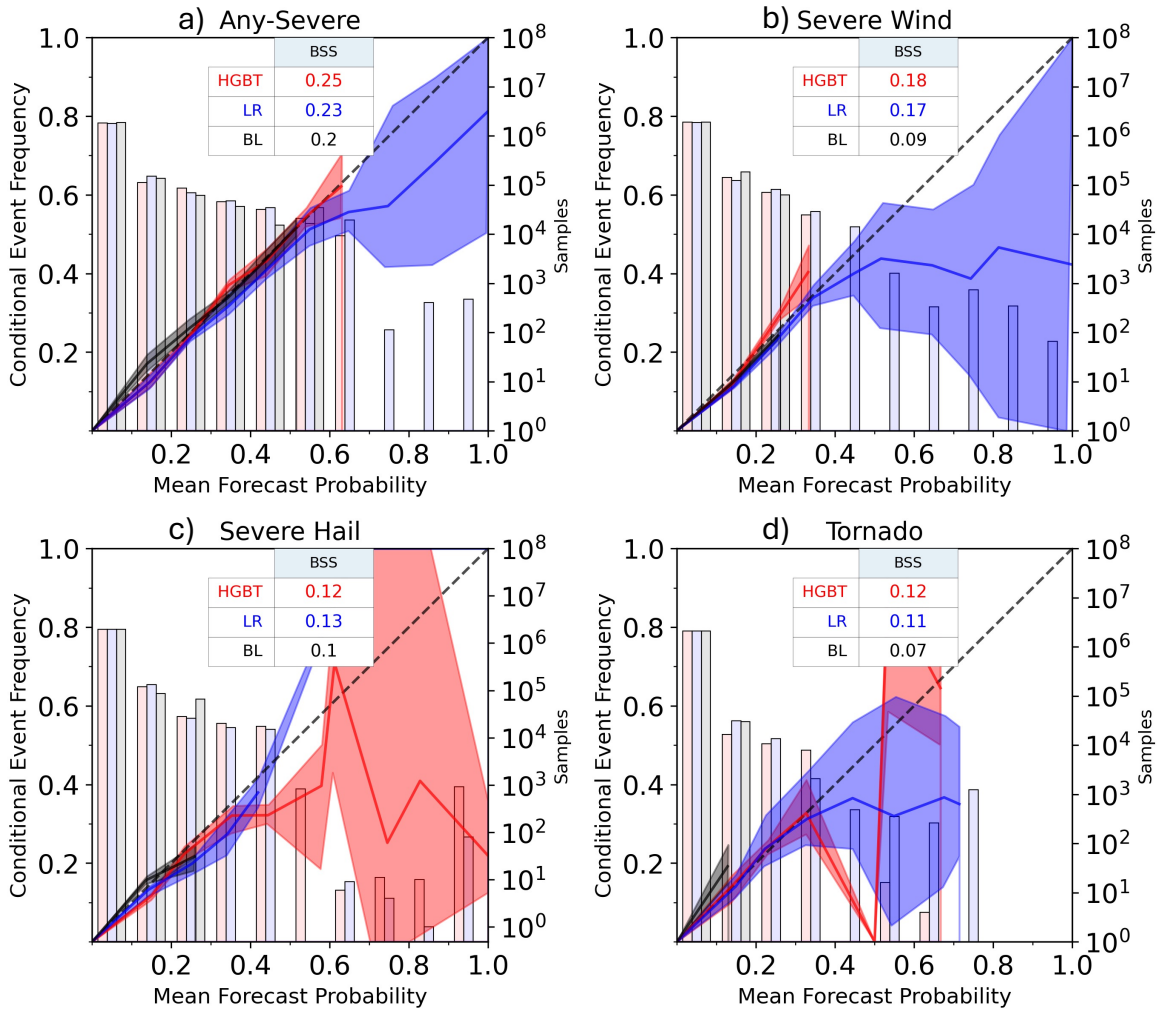 a) Any-Severe
1.0
0.8
0.6
0.4
0.2
Conditional Event Frequency
BSS
HGBT 0.25
LR 0.23
BL 0.2
10^8
10^7
10^6
10^5
10^4
10^3
10^2
10^1
10^0
Samples
0.2 0.4 0.6 0.8 1.0
Mean Forecast Probability
b) Severe Wind
1.0
0.8
0.6
0.4
0.2
Conditional Event Frequency
BSS
HGBT 0.18
LR 0.17
BL 0.09
10^8
10^7
10^6
10^5
10^4
10^3
10^2
10^1
10^0
Samples
0.2 0.4 0.6 0.8 1.0
Mean Forecast Probability
c) Severe Hail
1.0
0.8
0.6
0.4
0.2
Conditional Event Frequency
BSS
HGBT 0.12
LR 0.13
BL 0.1
10^8
10^7
10^6
10^5
10^4
10^3
10^2
10^1
10^0
Samples
0.2 0.4 0.6 0.8 1.0
Mean Forecast Probability
d) Tornado
1.0
0.8
0.6
0.4
0.2
Conditional Event Frequency
BSS
HGBT 0.12
LR 0.11
BL 0.07
10^8
10^7
10^6
10^5
10^4
10^3
10^2
10^1
10^0
Samples
0.2 0.4 0.6 0.8 1.0
Mean Forecast Probability